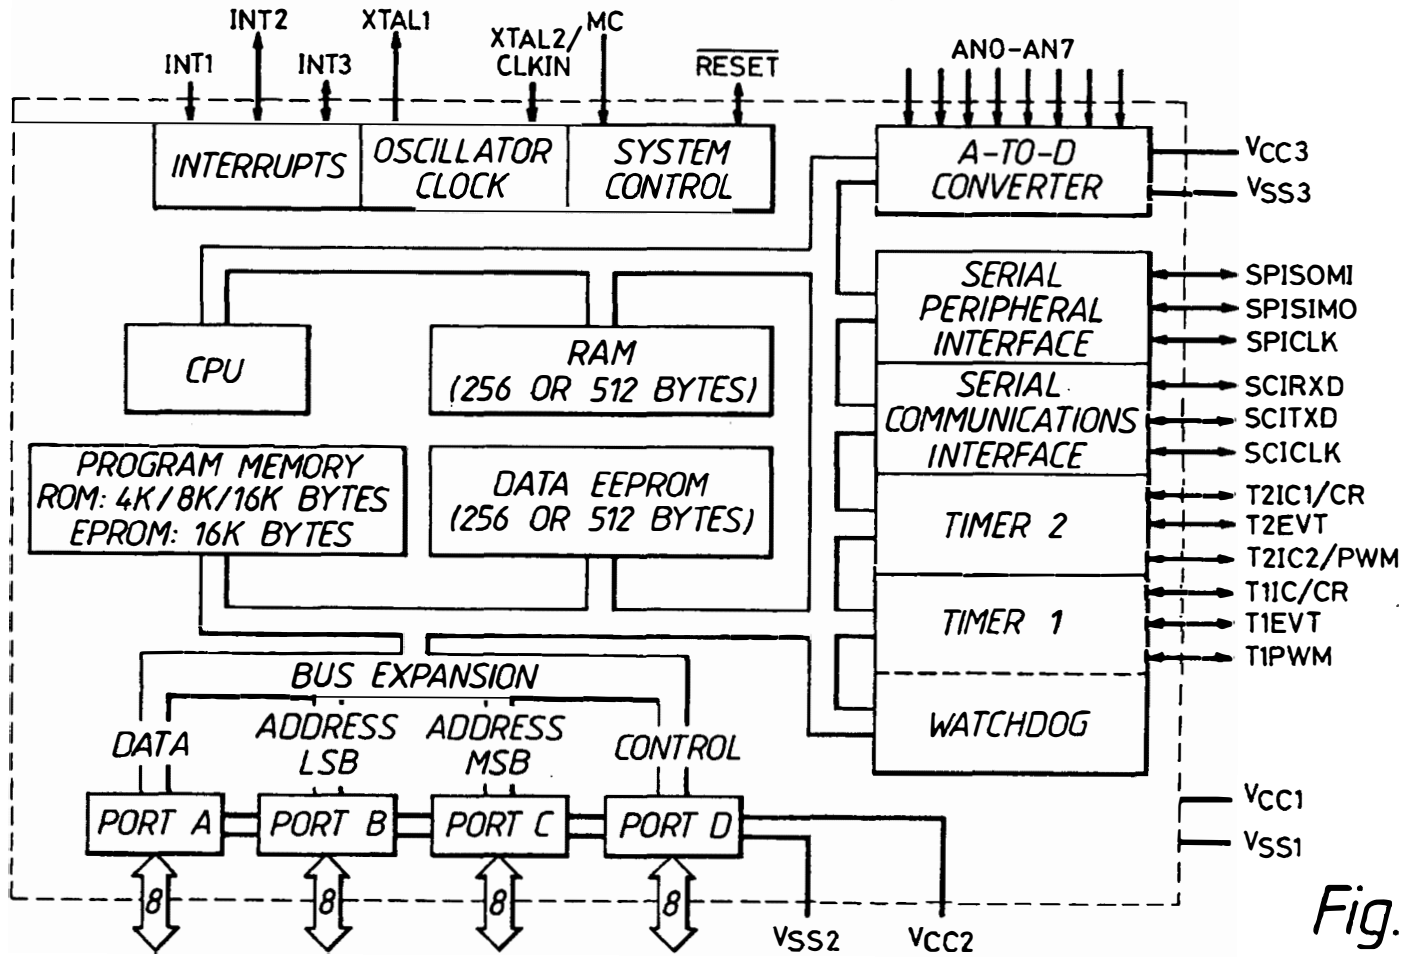 INT2
XTAL1
XTAL2/
CLKIN
MC
INT1
INT3
RESET
AN0-AN7
INTERRUPTS
OSCILLATOR
CLOCK
SYSTEM
CONTROL
A-TO-D
CONVERTER
VCC3
VSS3
SERIAL
PERIPHERAL
INTERFACE
SPISOMI
SPISIMO
SPICLK
CPU
RAM
(256 OR 512 BYTES)
SERIAL
COMMUNICATIONS
INTERFACE
SCIRXD
SCITXD
SCICLK
PROGRAM MEMORY
ROM: 4K/8K/16K BYTES
EPROM: 16K BYTES
DATA EEPROM
(256 OR 512 BYTES)
TIMER 2
T2IC1/CR
T2EVT
T2IC2/PWM
TIMER 1
T1IC/CR
T1EVT
T1PWM
BUS EXPANSION
DATA
ADDRESS
LSB
ADDRESS
MSB
CONTROL
WATCHDOG
PORT A
PORT B
PORT C
PORT D
VCC1
VSS1
8
8
8
8
VSS2
VCC2
Fig.